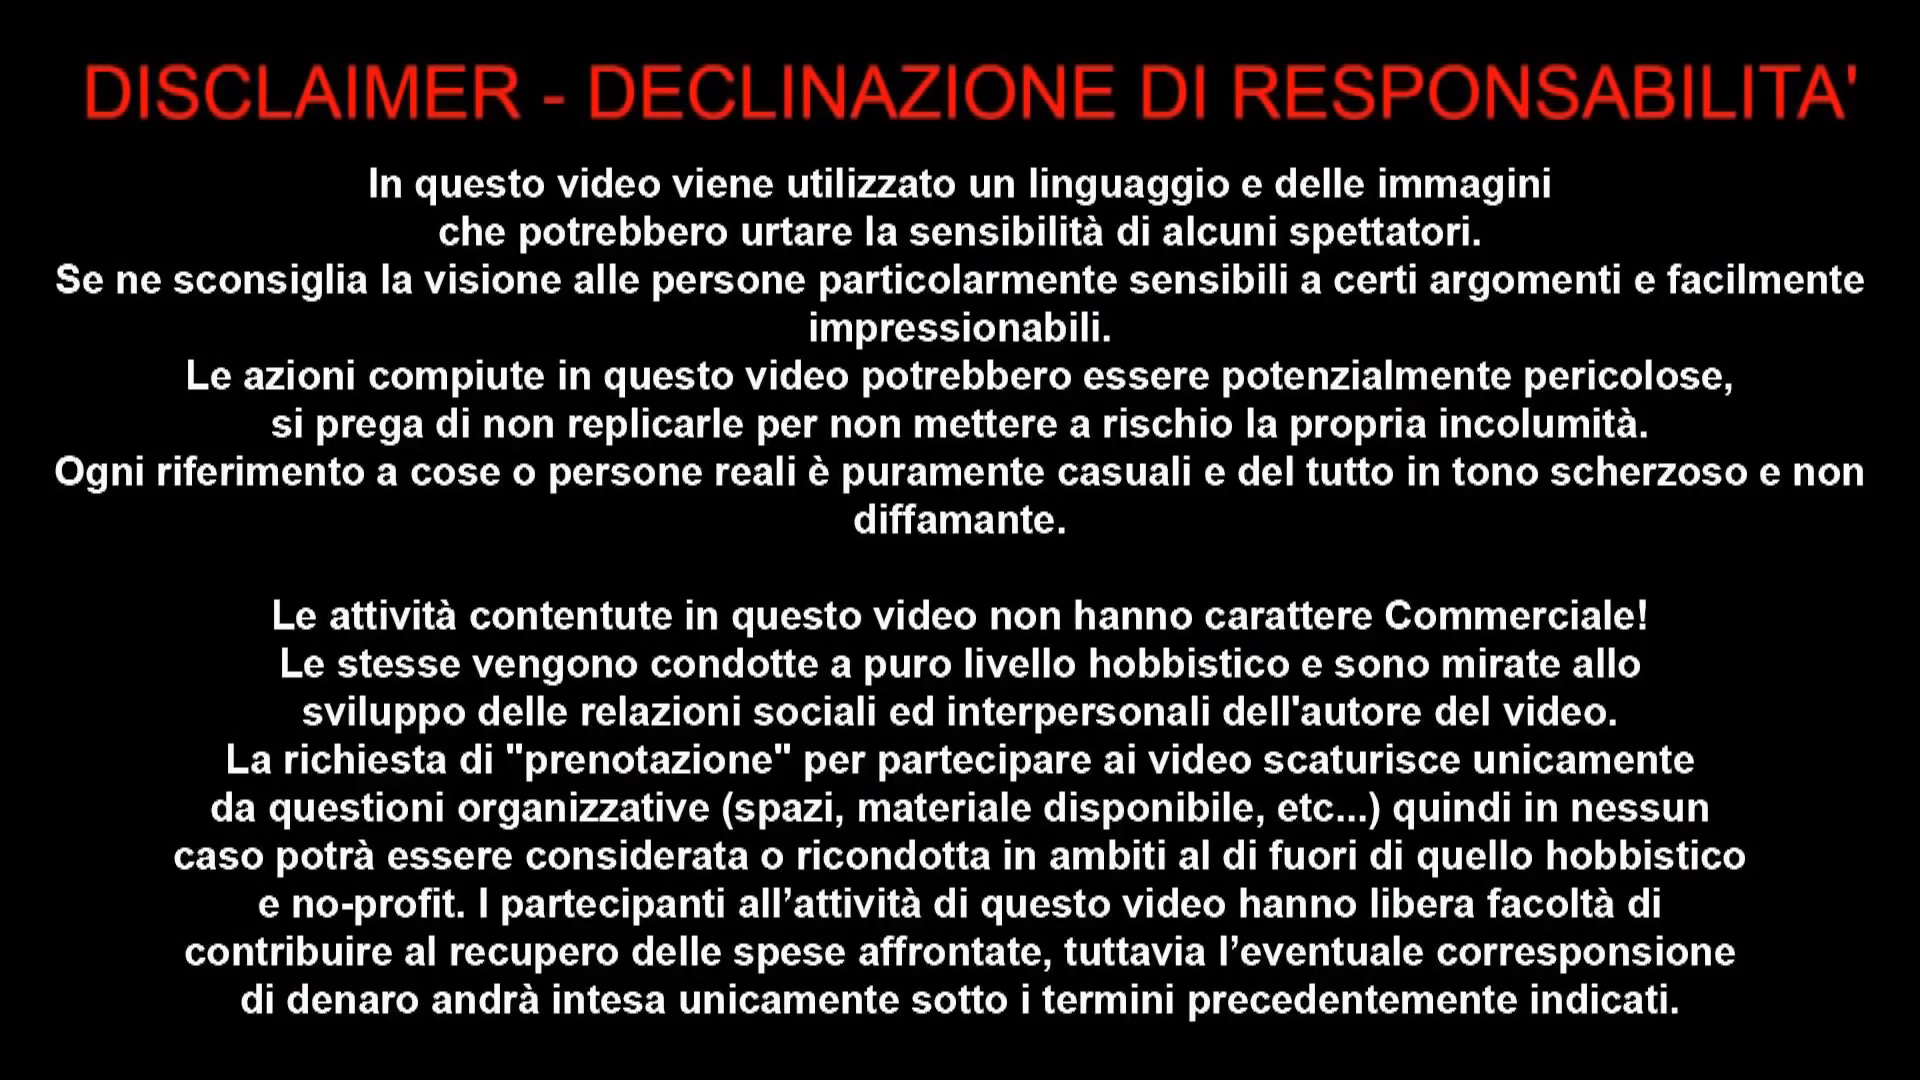 DISCLAIMER - DECLINAZIONE DI RESPONSABILITA'
In questo video viene utilizzato un linguaggio e delle immagini
che potrebbero urtare la sensibilità di alcuni spettatori.
Se ne sconsiglia la visione alle persone particolarmente sensibili a certi argomenti e facilmente
impressionabili.
Le azioni compiute in questo video potrebbero essere potenzialmente pericolose,
si prega di non replicarle per non mettere a rischio la propria incolumità.
Ogni riferimento a cose o persone reali è puramente casuali e del tutto in tono scherzoso e non
diffamante.
Le attività contentute in questo video non hanno carattere Commerciale!
Le stesse vengono condotte a puro livello hobbistico e sono mirate allo
sviluppo delle relazioni sociali ed interpersonali dell'autore del video.
La richiesta di "prenotazione" per partecipare ai video scaturisce unicamente
da questioni organizzative (spazi, materiale disponibile, etc...) quindi in nessun
caso potrà essere considerata o ricondotta in ambiti al di fuori di quello hobbistico
e no-profit. I partecipanti all’attività di questo video hanno libera facoltà di
contribuire al recupero delle spese affrontate, tuttavia l’eventuale corresponsione
di denaro andrà intesa unicamente sotto i termini precedentemente indicati.